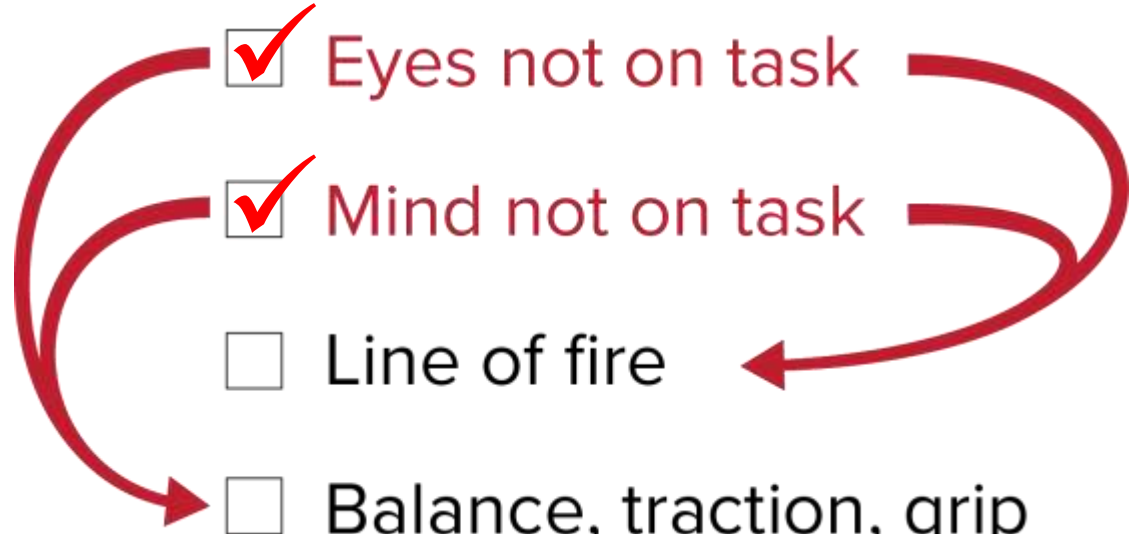 Eyes not on task
Mind not on task
Line of fire
Balance, traction, grip